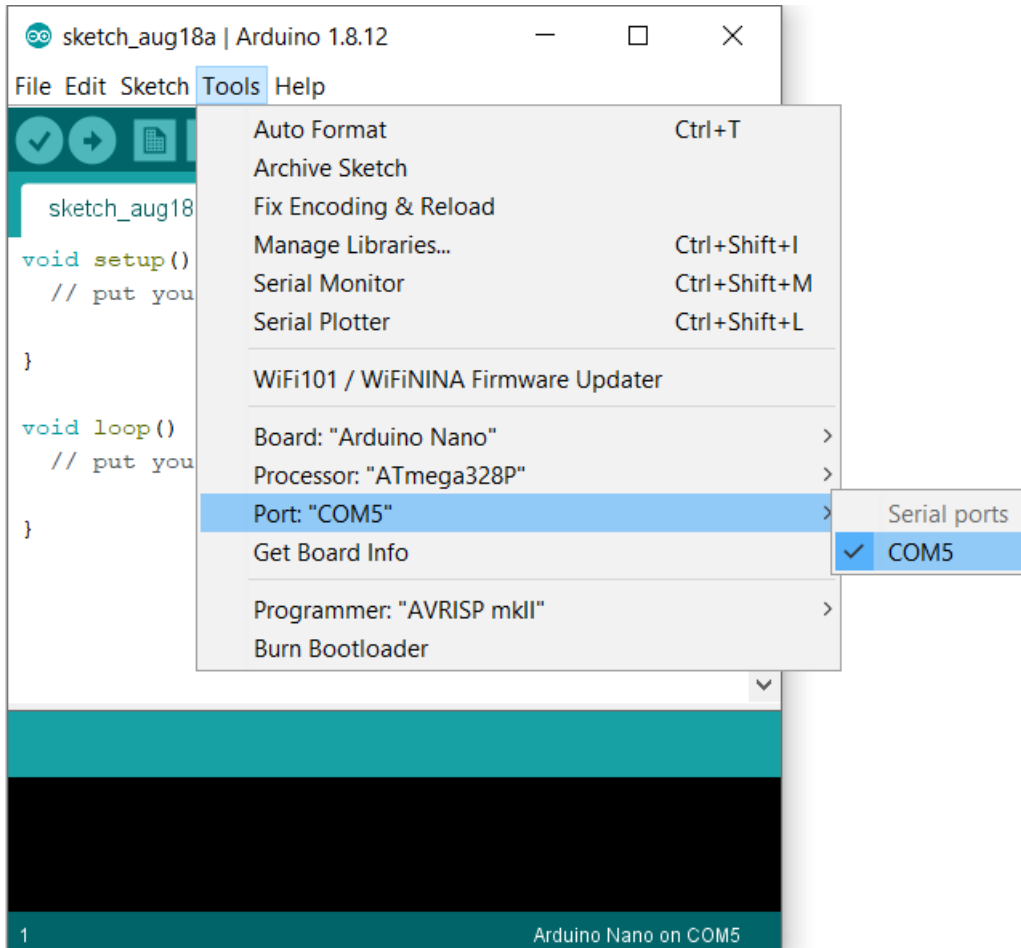 sketch_aug18a | Arduino 1.8.12
File Edit Sketch Tools Help
Auto Format Ctrl+T
Archive Sketch
sketch_aug18
Fix Encoding & Reload
Manage Libraries... Ctrl+Shift+I
void setup()
Serial Monitor Ctrl+Shift+M
// put you
Serial Plotter Ctrl+Shift+L
}
WiFi101 / WiFiNINA Firmware Updater
void loop()
Board: "Arduino Nano"
// put you
Processor: "ATmega328P"
Port: "COM5"
Serial ports
}
Get Board Info
COM5
Programmer: "AVRISP mkII"
Burn Bootloader
1 Arduino Nano on COM5